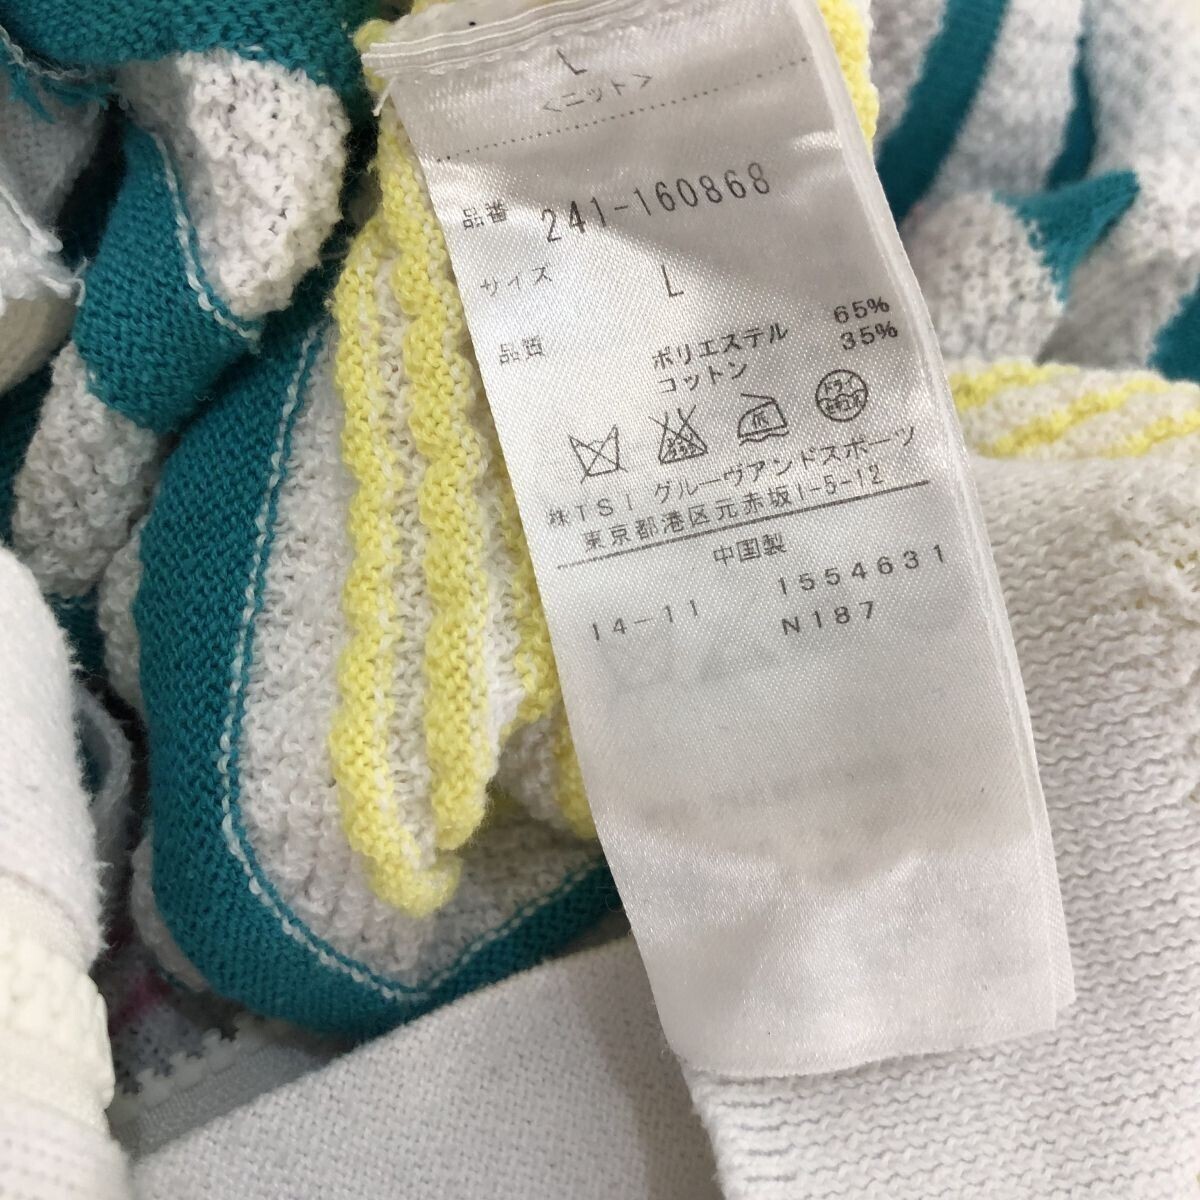 L
<ニット>
品番 241-160868
サイズ L
品質 ポリエステル 65%
コットン 35%
ドライ
㈱TSIグルーヴアンドスポーツ
東京都港区元赤坂1-5-12
中国製
14-11 1554631
N187